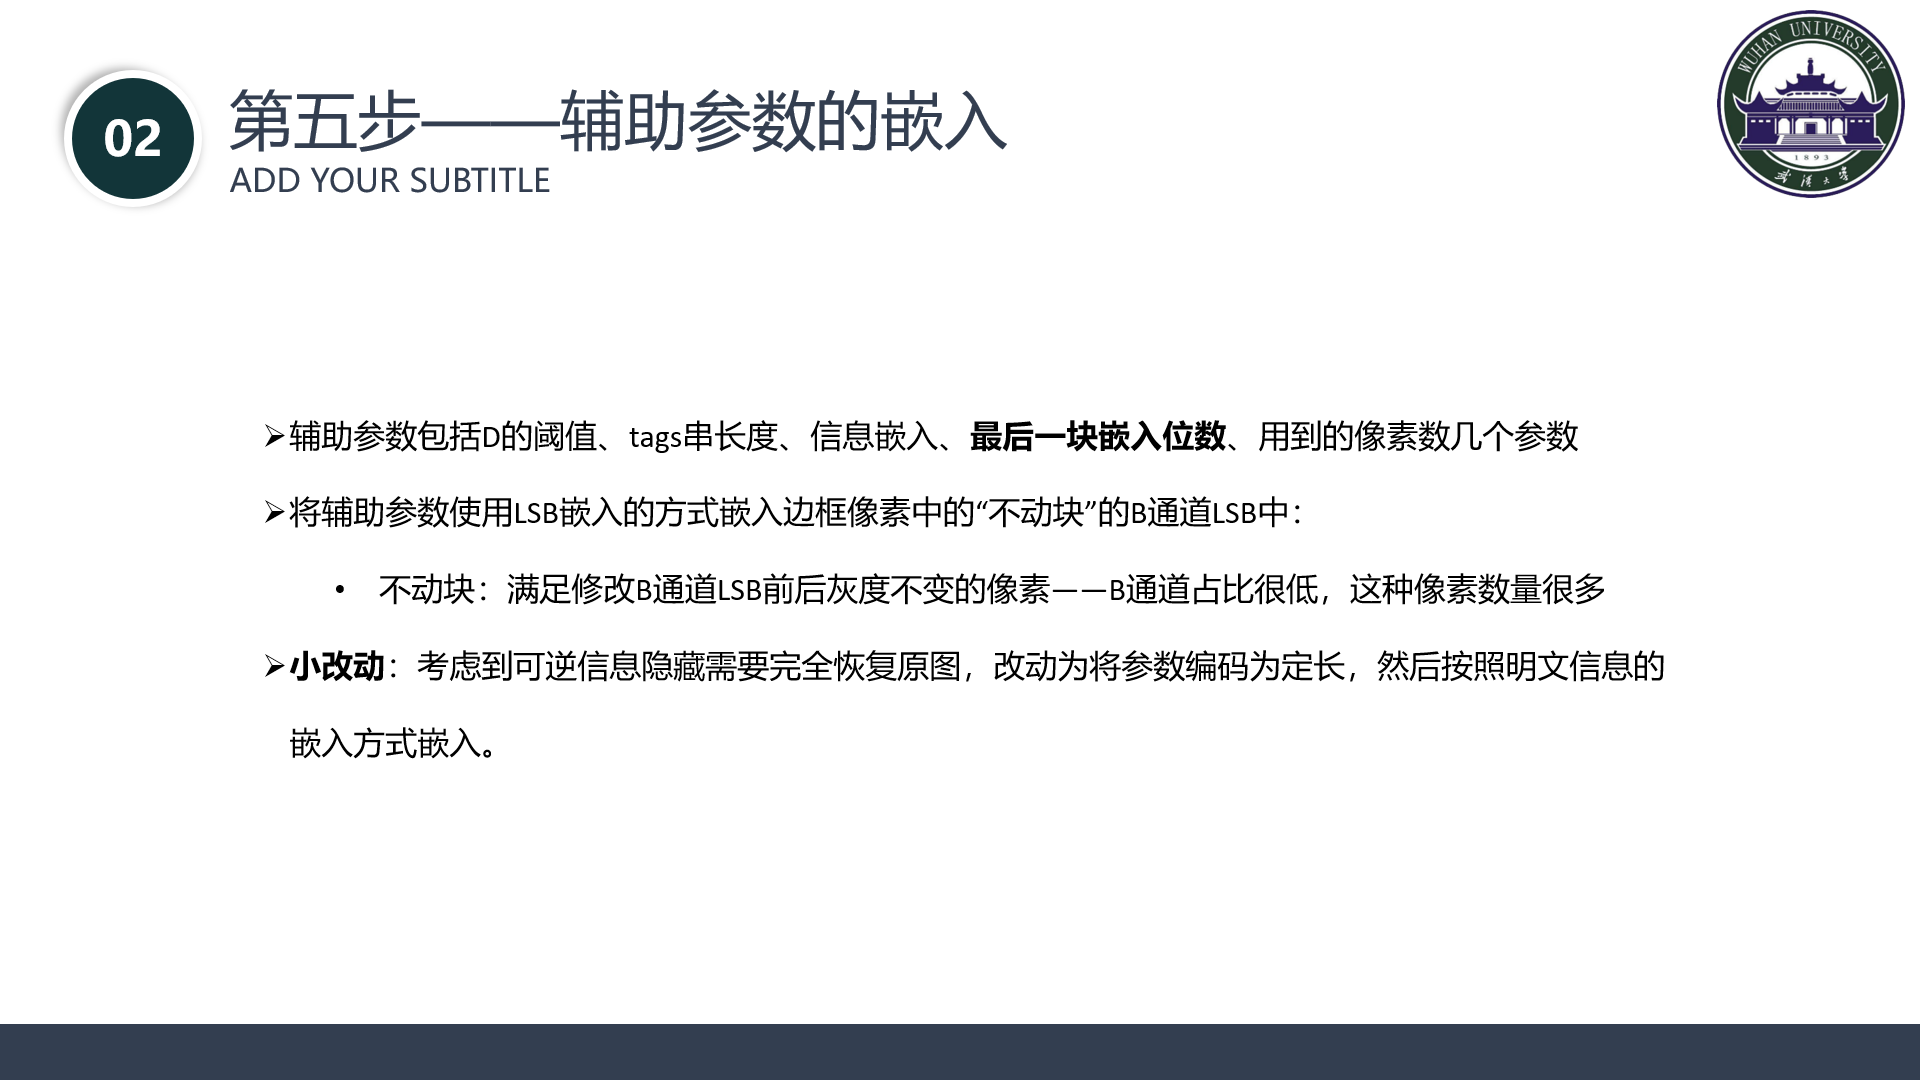 02
第五步——辅助参数的嵌入
ADD YOUR SUBTITLE
WUHAN UNIVERSITY
1893
武汉大学
➢辅助参数包括D的阈值、tags串长度、信息嵌入、最后一块嵌入位数、用到的像素数几个参数
➢将辅助参数使用LSB嵌入的方式嵌入边框像素中的“不动块”的B通道LSB中：
• 不动块：满足修改B通道LSB前后灰度不变的像素——B通道占比很低，这种像素数量很多
➢小改动：考虑到可逆信息隐藏需要完全恢复原图，改动为将参数编码为定长，然后按照明文信息的
嵌入方式嵌入。